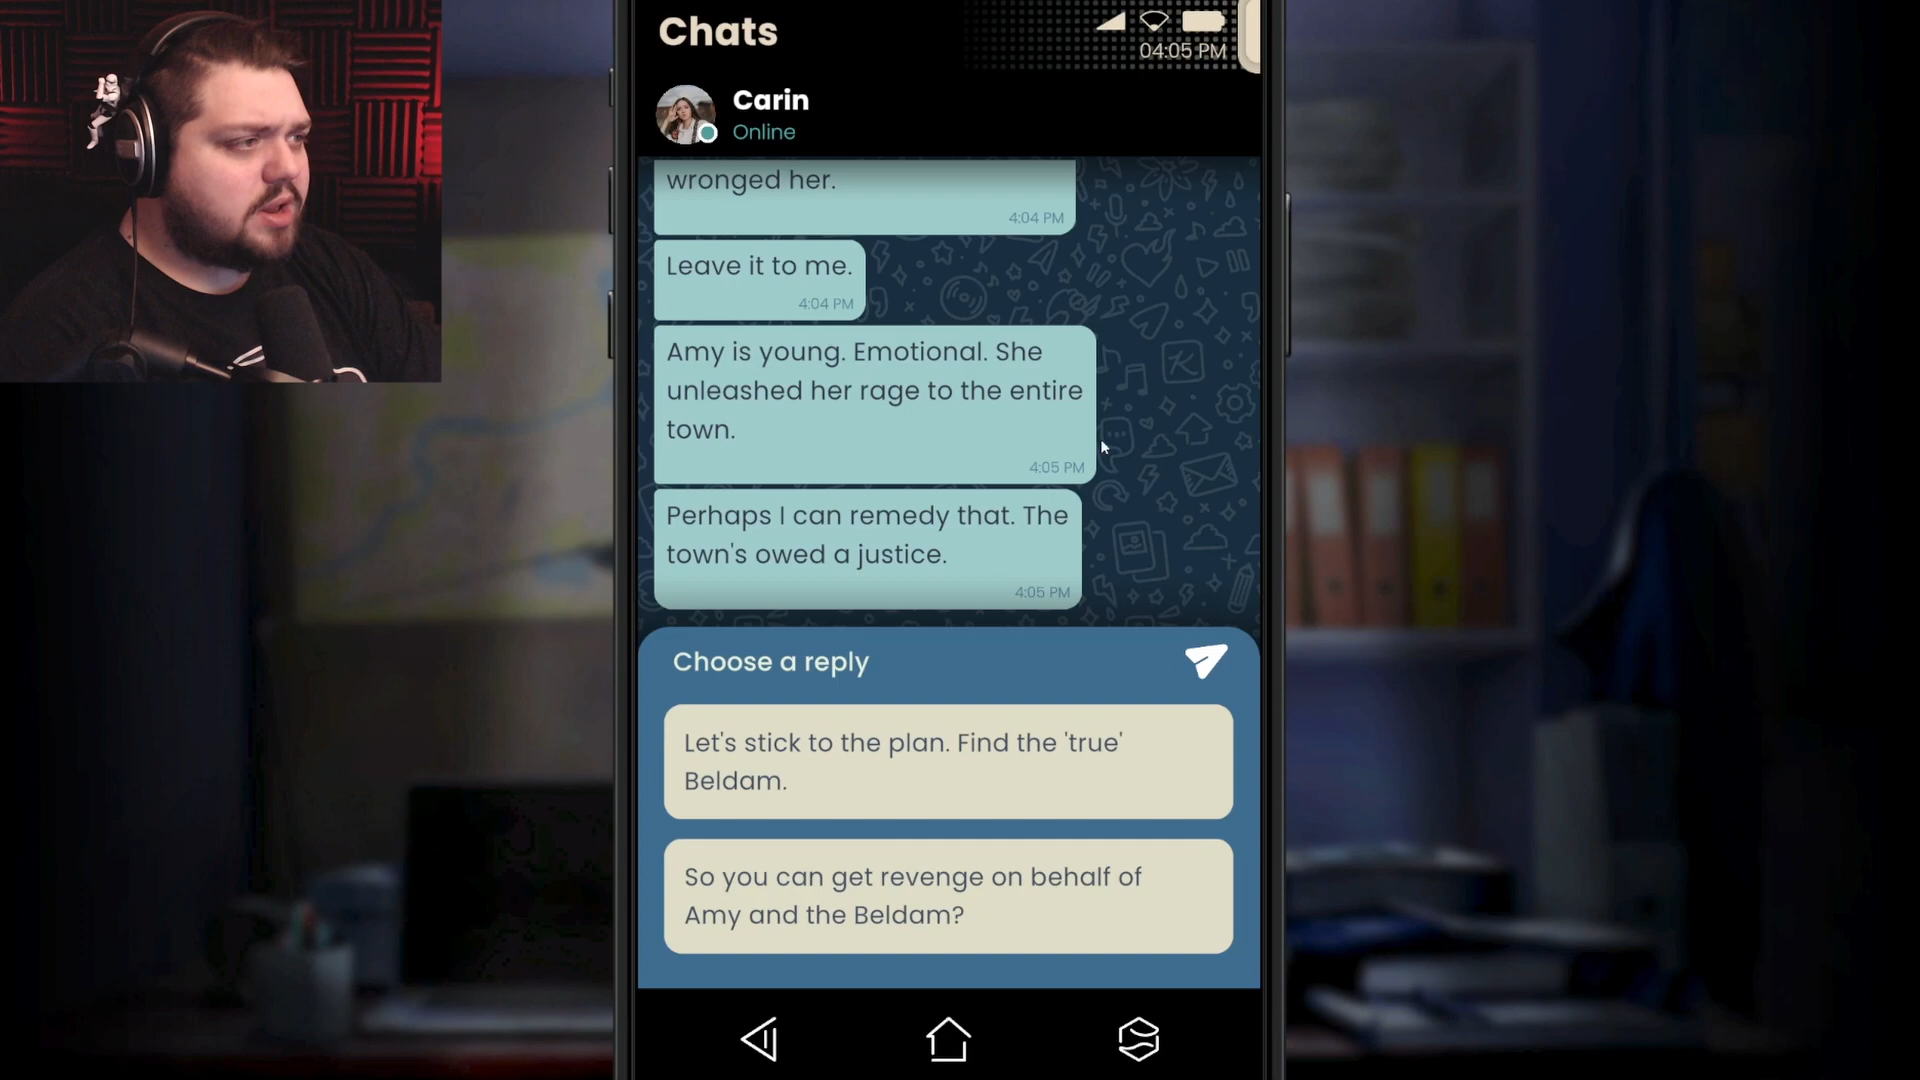 Chats
04:05 PM
Carin
Online
wronged her.
4:04 PM
Leave it to me.
4:04 PM
Amy is young. Emotional. She
unleashed her rage to the entire
town.
4:05 PM
Perhaps I can remedy that. The
town's owed a justice.
4:05 PM
Choose a reply
Let's stick to the plan. Find the 'true'
Beldam.
So you can get revenge on behalf of
Amy and the Beldam?